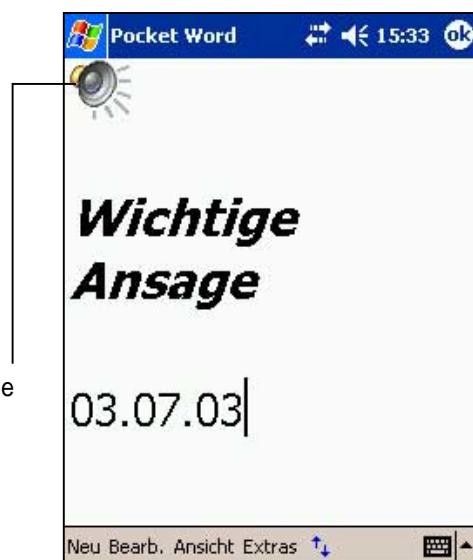 Pocket Word 15:33 ok
Wichtige
Ansage
e
03.07.03
Neu Bearb. Ansicht Extras